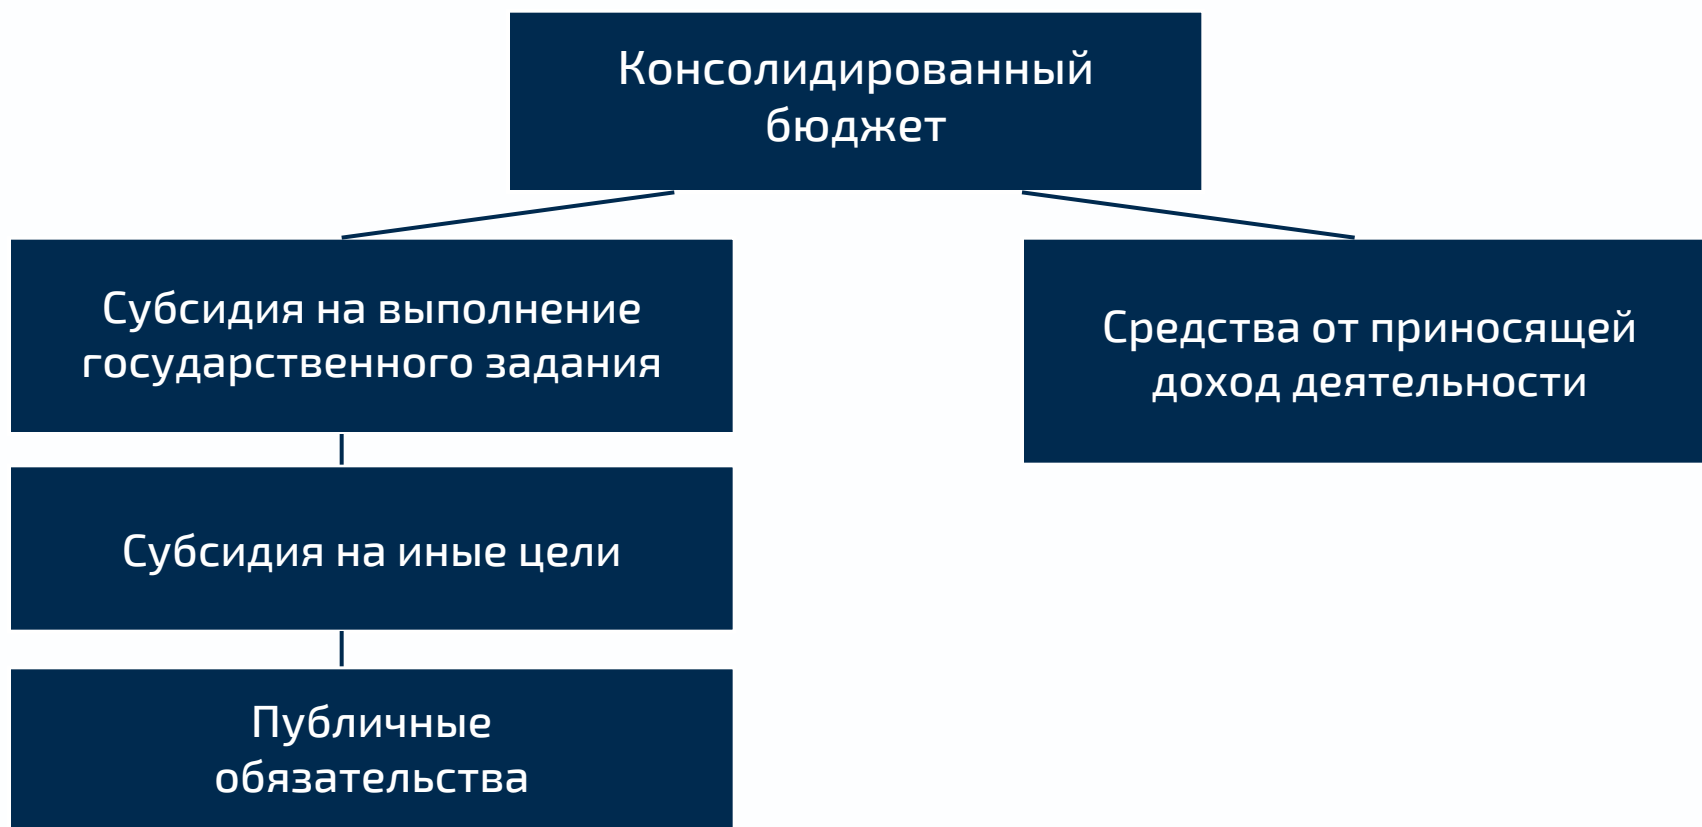 Консолидированный
бюджет
Субсидия на выполнение
государственного задания
Средства от приносящей
доход деятельности
Субсидия на иные цели
Публичные
обязательства